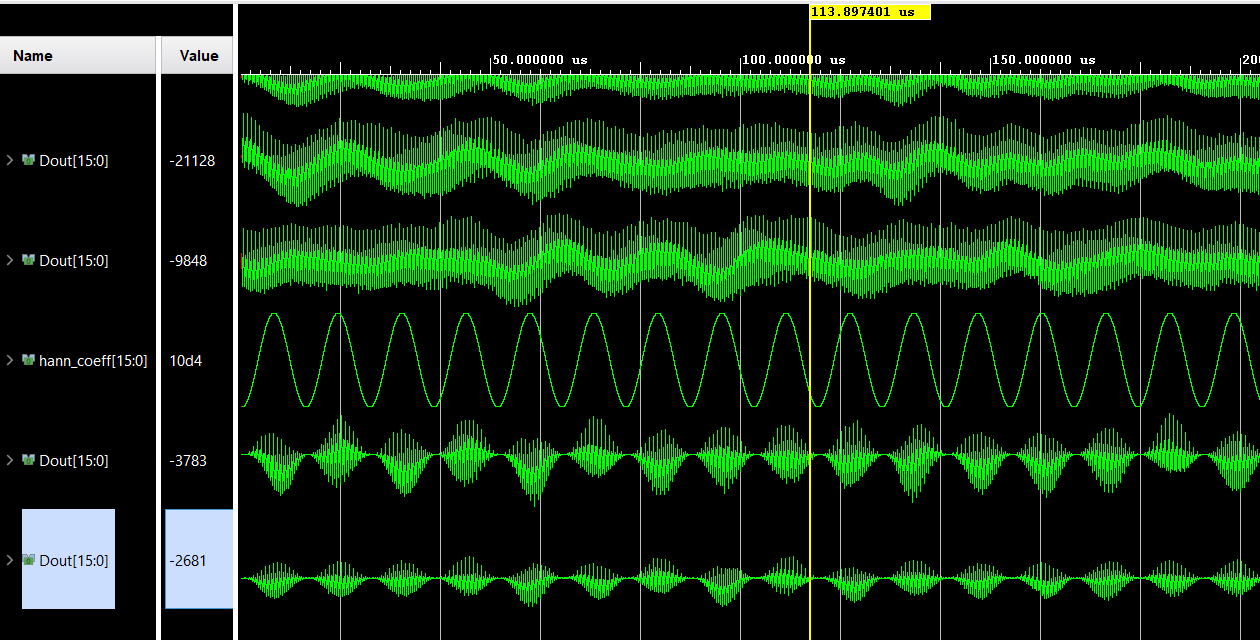 113.897401 us
Name
Value
50.000000 us
100.000000 us
150.000000 us
20
Dout[15:0]
-21128
Dout[15:0]
-9848
hann_coeff[15:0]
10d4
Dout[15:0]
-3783
Dout[15:0]
-2681